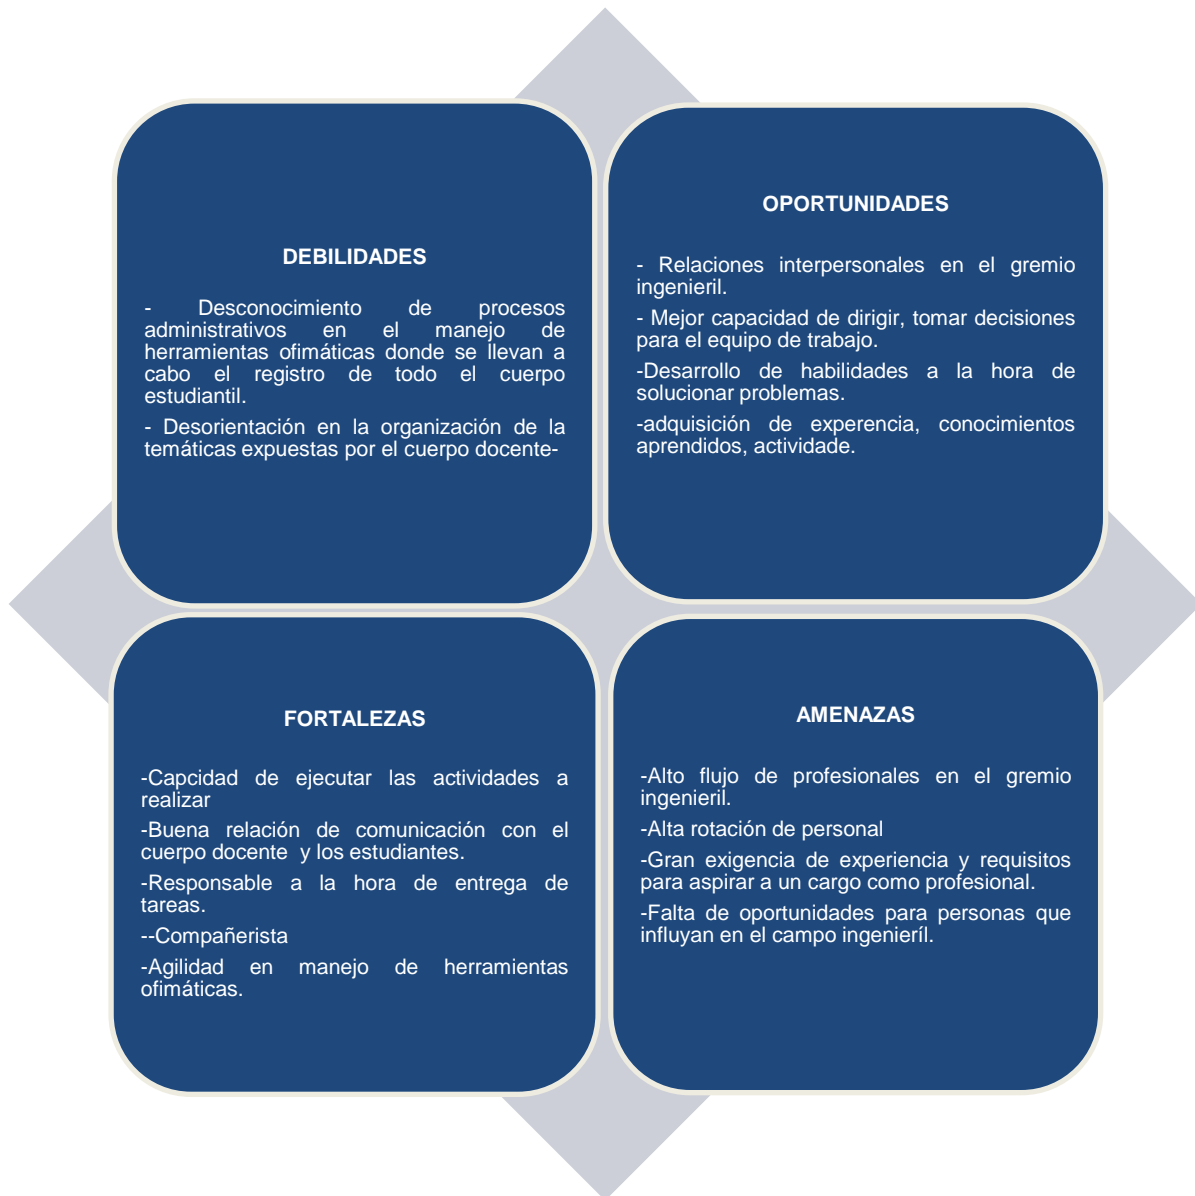 DEBILIDADES
- Desconocimiento de procesos
administrativos en el manejo de
herramientas ofimáticas donde se llevan a
cabo el registro de todo el cuerpo
estudiantil.
- Desorientación en la organización de la
temáticas expuestas por el cuerpo docente-
OPORTUNIDADES
- Relaciones interpersonales en el gremio
ingenieril.
- Mejor capacidad de dirigir, tomar decisiones
para el equipo de trabajo.
-Desarrollo de habilidades a la hora de
solucionar problemas.
-adquisición de experencia, conocimientos
aprendidos, actividade.
FORTALEZAS
-Capcidad de ejecutar las actividades a
realizar
-Buena relación de comunicación con el
cuerpo docente y los estudiantes.
-Responsable a la hora de entrega de
tareas.
--Compañerista
-Agilidad en manejo de herramientas
ofimáticas.
AMENAZAS
-Alto flujo de profesionales en el gremio
ingenieril.
-Alta rotación de personal
-Gran exigencia de experiencia y requisitos
para aspirar a un cargo como profesional.
-Falta de oportunidades para personas que
influyan en el campo ingenieríl.